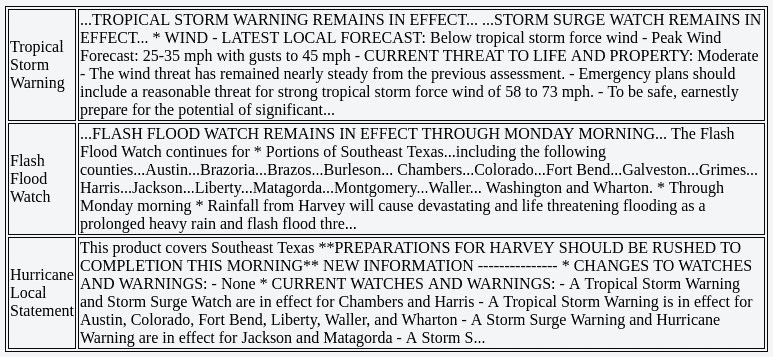 Tropical
Storm
Warning
...TROPICAL STORM WARNING REMAINS IN EFFECT... ...STORM SURGE WATCH REMAINS IN
EFFECT... * WIND - LATEST LOCAL FORECAST: Below tropical storm force wind - Peak Wind
Forecast: 25-35 mph with gusts to 45 mph - CURRENT THREAT TO LIFE AND PROPERTY: Moderate
- The wind threat has remained nearly steady from the previous assessment. - Emergency plans should
include a reasonable threat for strong tropical storm force wind of 58 to 73 mph. - To be safe, earnestly
prepare for the potential of significant...
Flash
Flood
Watch
...FLASH FLOOD WATCH REMAINS IN EFFECT THROUGH MONDAY MORNING... The Flash
Flood Watch continues for * Portions of Southeast Texas...including the following
counties...Austin...Brazoria...Brazos...Burleson... Chambers...Colorado...Fort Bend...Galveston...Grimes...
Harris...Jackson...Liberty...Matagorda...Montgomery...Waller... Washington and Wharton. * Through
Monday morning * Rainfall from Harvey will cause devastating and life threatening flooding as a
prolonged heavy rain and flash flood thre...
Hurricane
Local
Statement
This product covers Southeast Texas **PREPARATIONS FOR HARVEY SHOULD BE RUSHED TO
COMPLETION THIS MORNING** NEW INFORMATION --------------- * CHANGES TO WATCHES
AND WARNINGS: - None * CURRENT WATCHES AND WARNINGS: - A Tropical Storm Warning
and Storm Surge Watch are in effect for Chambers and Harris - A Tropical Storm Warning is in effect for
Austin, Colorado, Fort Bend, Liberty, Waller, and Wharton - A Storm Surge Warning and Hurricane
Warning are in effect for Jackson and Matagorda - A Storm S...